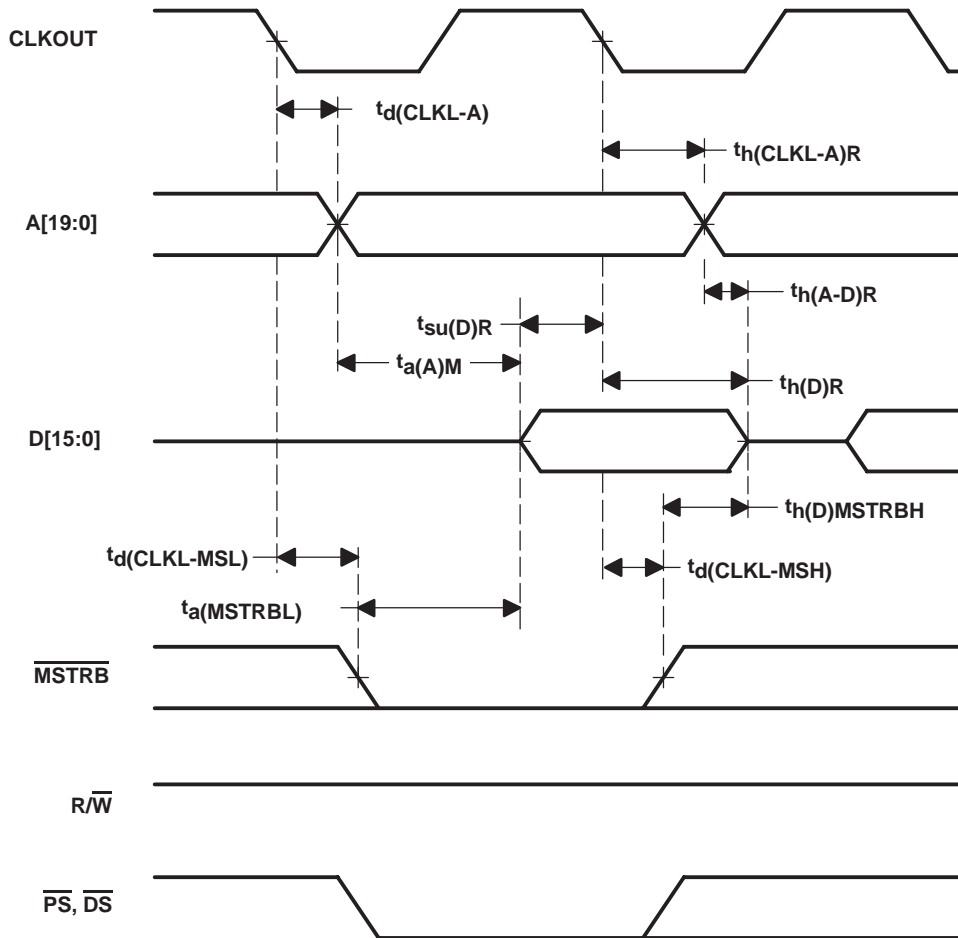 CLKOUT
td(CLKL-A)
th(CLKL-A)R
A[19:0]
th(A-D)R
tsu(D)R
ta(A)M
th(D)R
D[15:0]
th(D)MSTRBH
td(CLKL-MSL)
td(CLKL-MSH)
ta(MSTRBL)
MSTRB
R/W
PS, DS